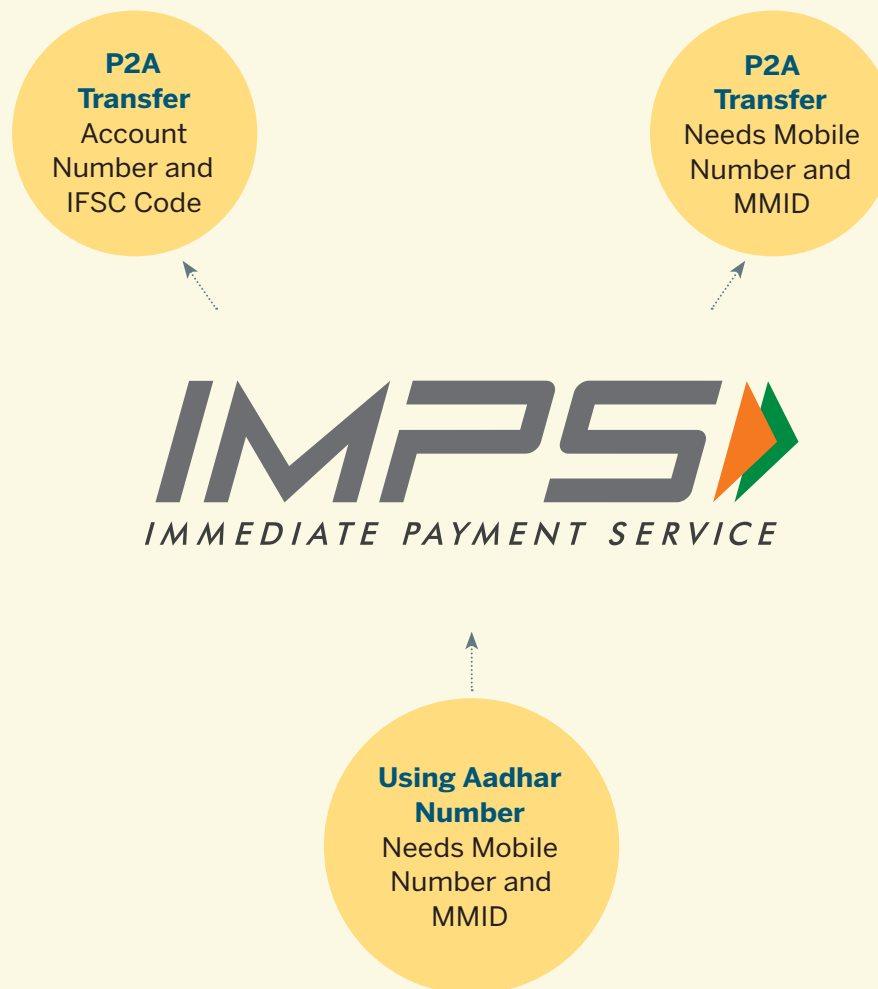 P2A
Transfer
Account
Number and
IFSC Code
P2A
Transfer
Needs Mobile
Number and
MMID
IMPS
IMMEDIATE PAYMENT SERVICE
Using Aadhar
Number
Needs Mobile
Number and
MMID